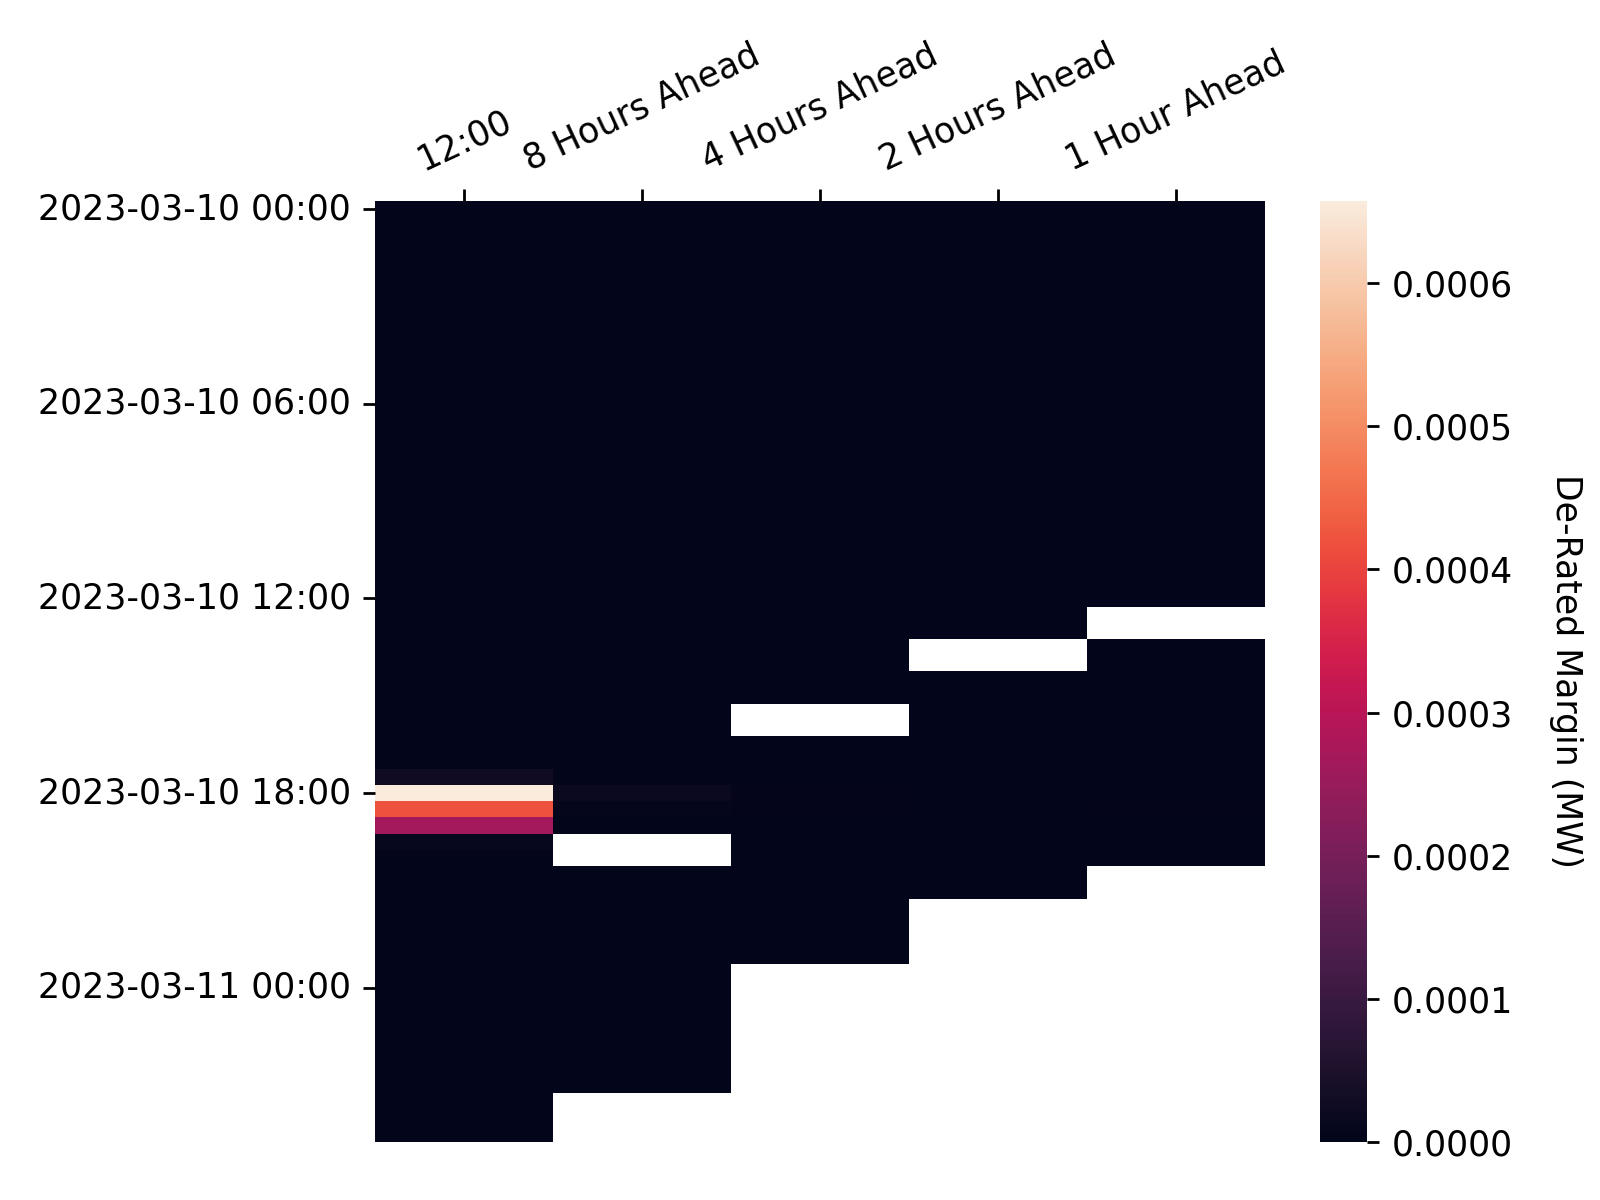 12:00
8 Hours Ahead
4 Hours Ahead
2 Hours Ahead
1 Hour Ahead
2023-03-10 00:00
2023-03-10 06:00
2023-03-10 12:00
2023-03-10 18:00
2023-03-11 00:00
0.0006
0.0005
0.0004
0.0003
0.0002
0.0001
0.0000
De-Rated Margin (MW)